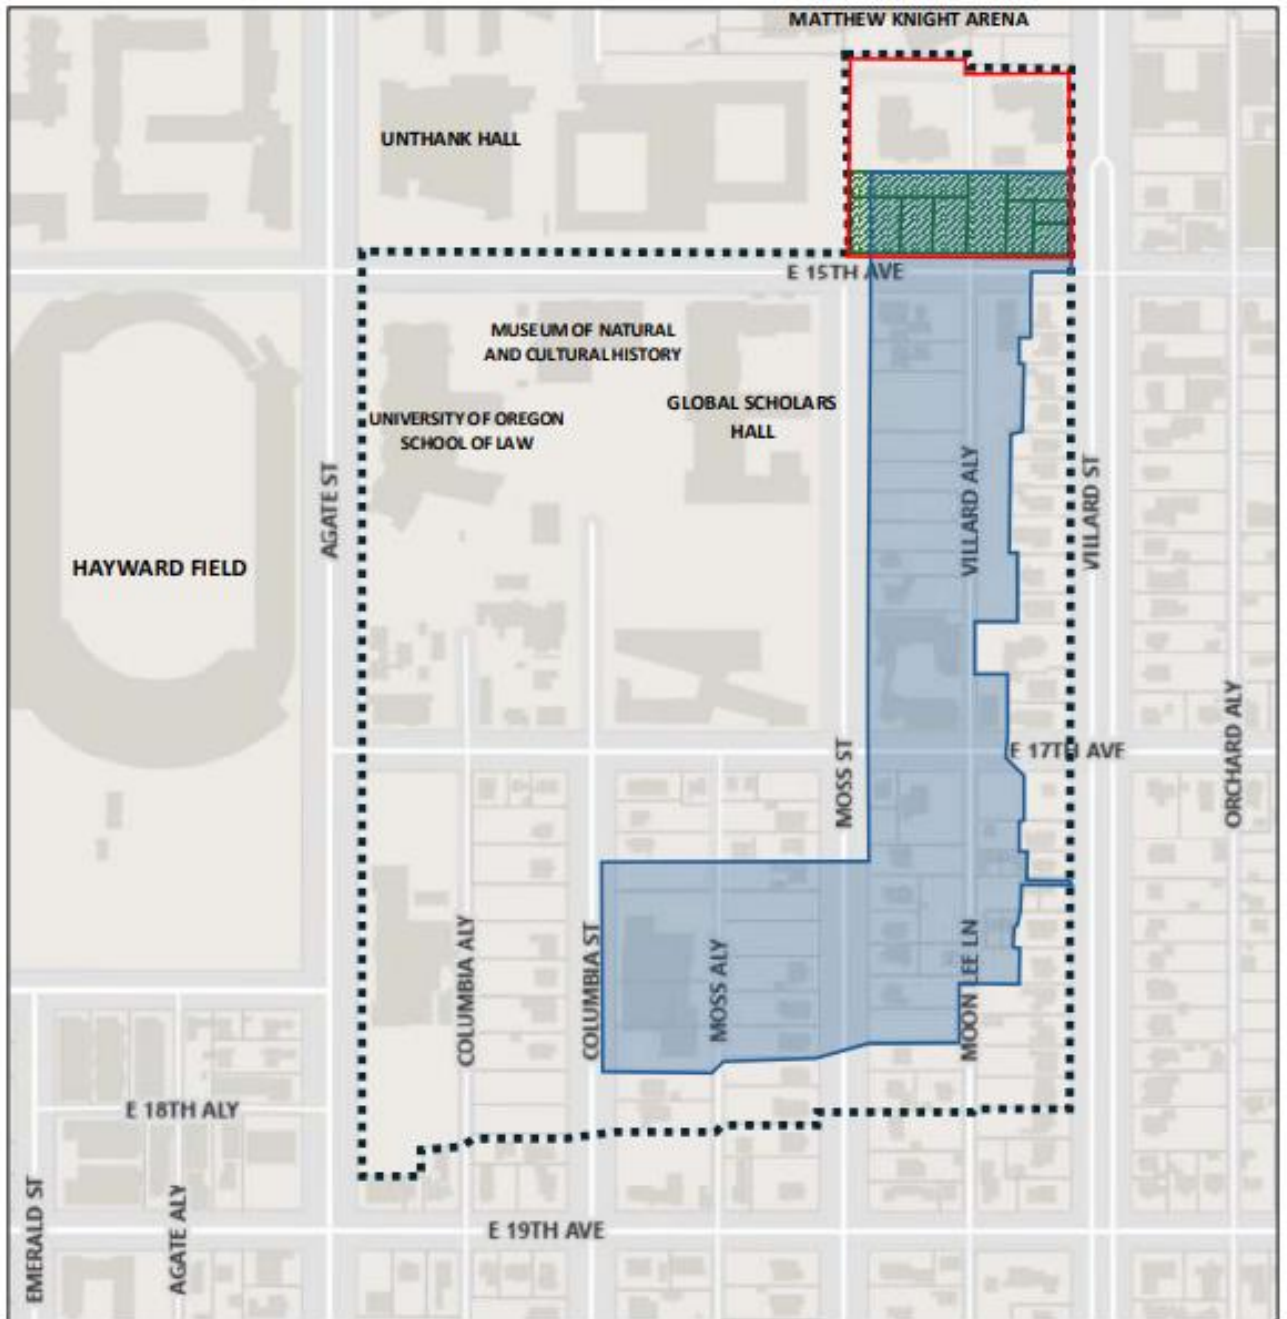 MATTHEW KNIGHT ARENA
UNTHANK HALL
E 15TH AVE
MUSEUM OF NATURAL
AND CULTURAL HISTORY
GLOBAL SCHOLARS
HALL
UNIVERSITY OF OREGON
SCHOOL OF LAW
AGATE ST
VILLARD ALY
VILLARD ST
HAYWARD FIELD
MOSS ST
E 17TH AVE
ORCHARD ALY
COLUMBIA ALY
COLUMBIA ST
MOSS ALY
MOON LEE LN
E 18TH ALY
EMERALD ST
AGATE ALY
E 19TH AVE